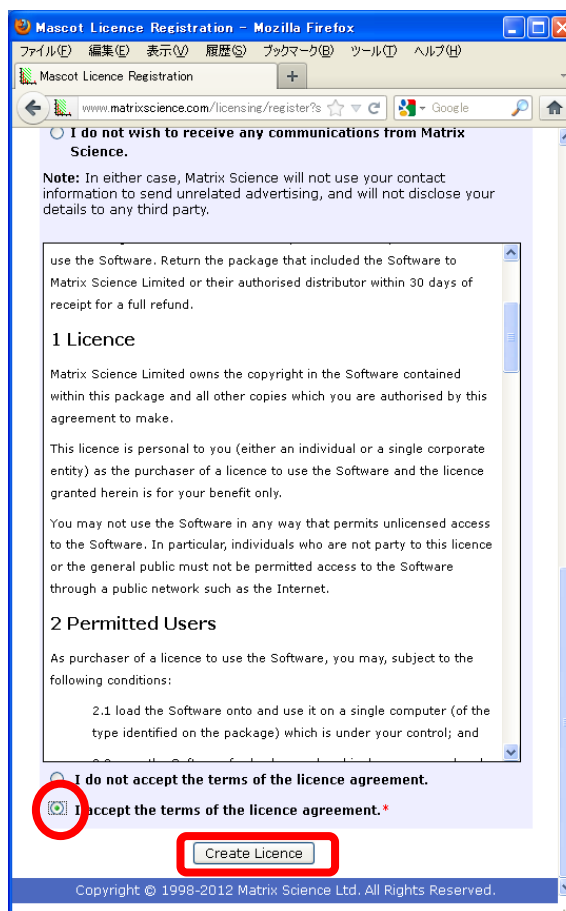 Mascot Licence Registration - Mozilla Firefox
ファイル(F) 編集(E) 表示(V) 履歴(S) ブックマーク(B) ツール(T) ヘルプ(H)
Mascot Licence Registration
www.matrixscience.com/licensing/register?s
Google
I do not wish to receive any communications from Matrix
Science.
Note: In either case, Matrix Science will not use your contact
information to send unrelated advertising, and will not disclose your
details to any third party.
use the Software. Return the package that included the Software to
Matrix Science Limited or their authorised distributor within 30 days of
receipt for a full refund.
1 Licence
Matrix Science Limited owns the copyright in the Software contained
within this package and all other copies which you are authorised by this
agreement to make.
This licence is personal to you (either an individual or a single corporate
entity) as the purchaser of a licence to use the Software and the licence
granted herein is for your benefit only.
You may not use the Software in any way that permits unlicensed access
to the Software. In particular, individuals who are not party to this licence
or the general public must not be permitted access to the Software
through a public network such as the Internet.
2 Permitted Users
As purchaser of a licence to use the Software, you may, subject to the
following conditions:
2.1 load the Software onto and use it on a single computer (of the
type identified on the package) which is under your control; and
I do not accept the terms of the licence agreement.
I accept the terms of the licence agreement.*
Create Licence
Copyright © 1998-2012 Matrix Science Ltd. All Rights Reserved.